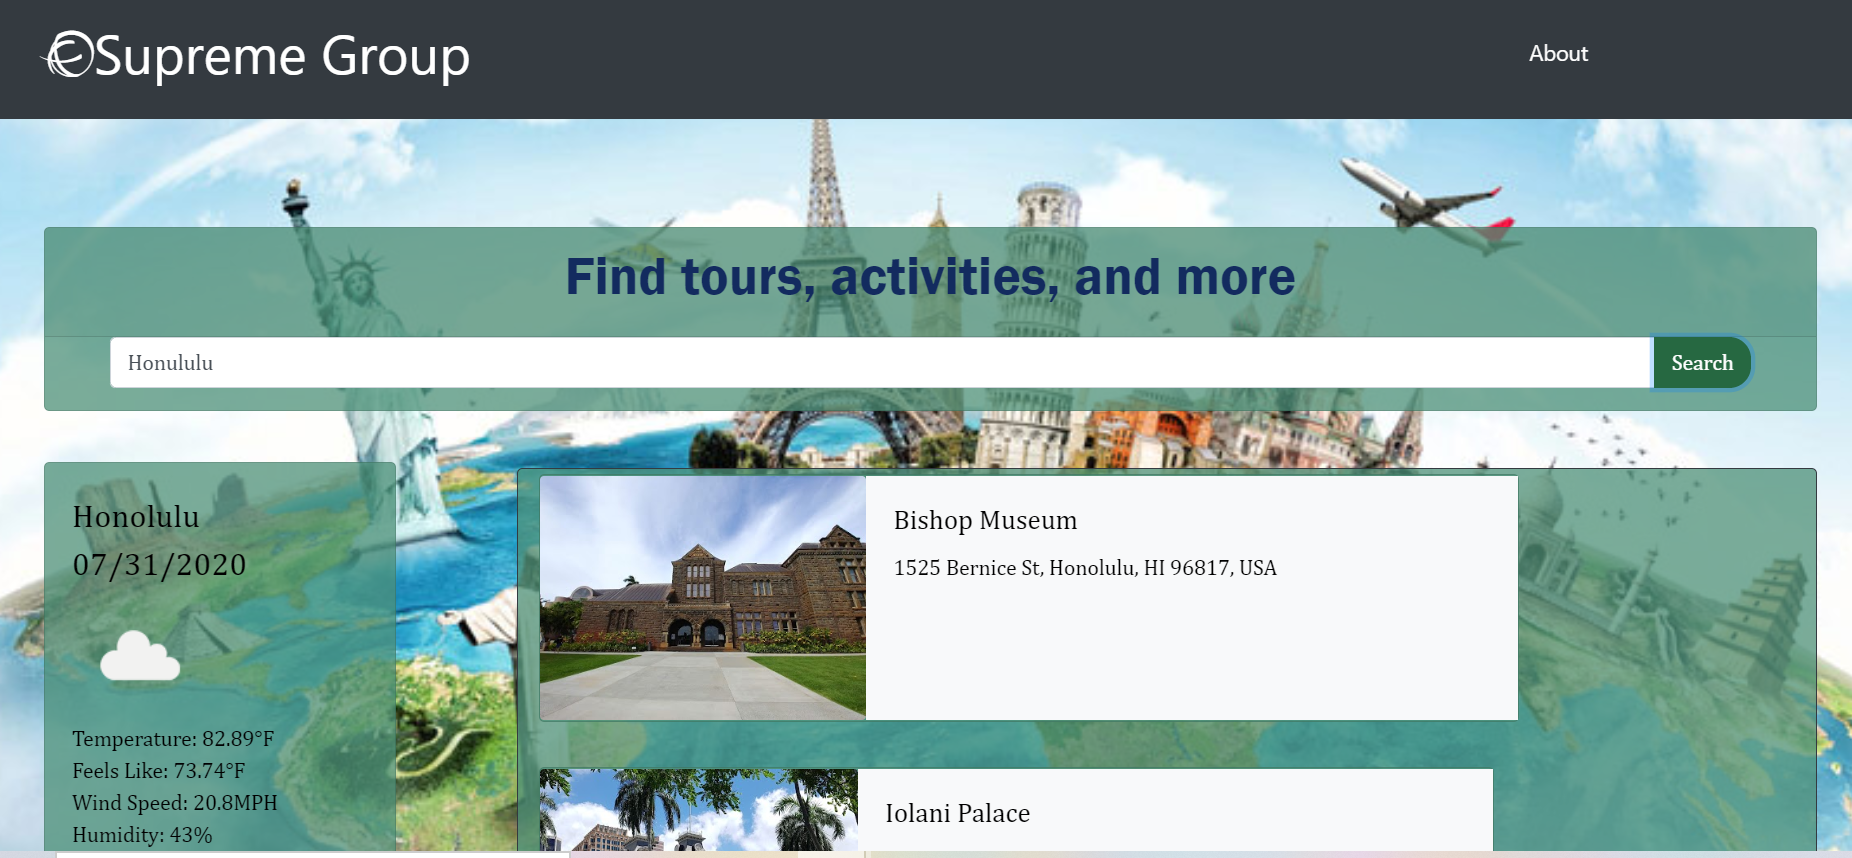 Supreme Group
About
Find tours, activities, and more
Honululu
Search
Honolulu
07/31/2020
Temperature: 82.89°F
Feels Like: 73.74°F
Wind Speed: 20.8MPH
Humidity: 43%
Bishop Museum
1525 Bernice St, Honolulu, HI 96817, USA
Iolani Palace